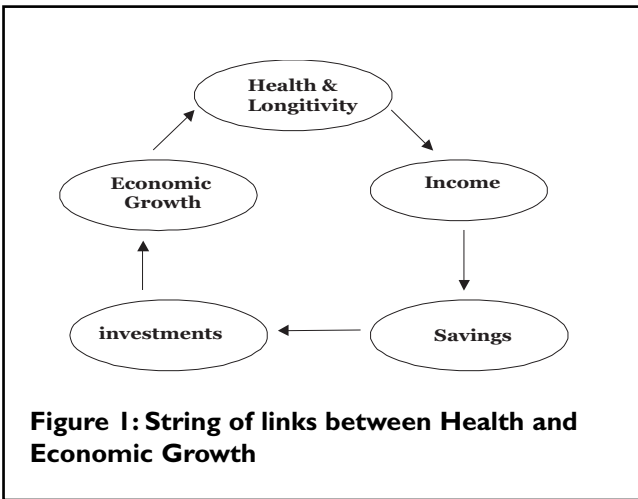 Health &
Longitivity
Economic
Growth
Income
investments
Savings
Figure 1: String of links between Health and
Economic Growth